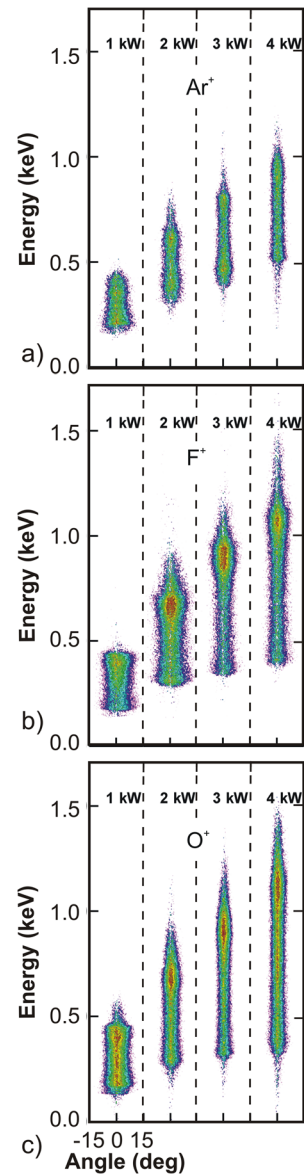 1 kW 2 kW 3 kW 4 kW
Ar+
1.5
1.0
0.5
0.0
Energy (keV)
a)
1 kW 2 kW 3 kW 4 kW
F+
1.5
1.0
0.5
0.0
Energy (keV)
b)
1 kW 2 kW 3 kW 4 kW
O+
1.5
1.0
0.5
0.0
Energy (keV)
c)
-15 0 15
Angle (deg)